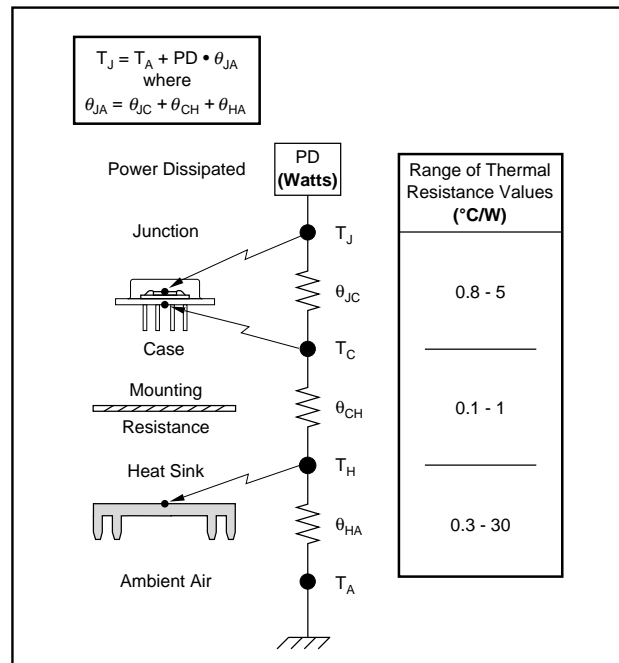 T_J = T_A + PD • θ_JA
where
θ_JA = θ_JC + θ_CH + θ_HA
Power Dissipated
PD
(Watts)
Range of Thermal
Resistance Values
(°C/W)
Junction
T_J
θ_JC
0.8 - 5
Case
T_C
Mounting
Resistance
θ_CH
0.1 - 1
Heat Sink
T_H
θ_HA
0.3 - 30
Ambient Air
T_A